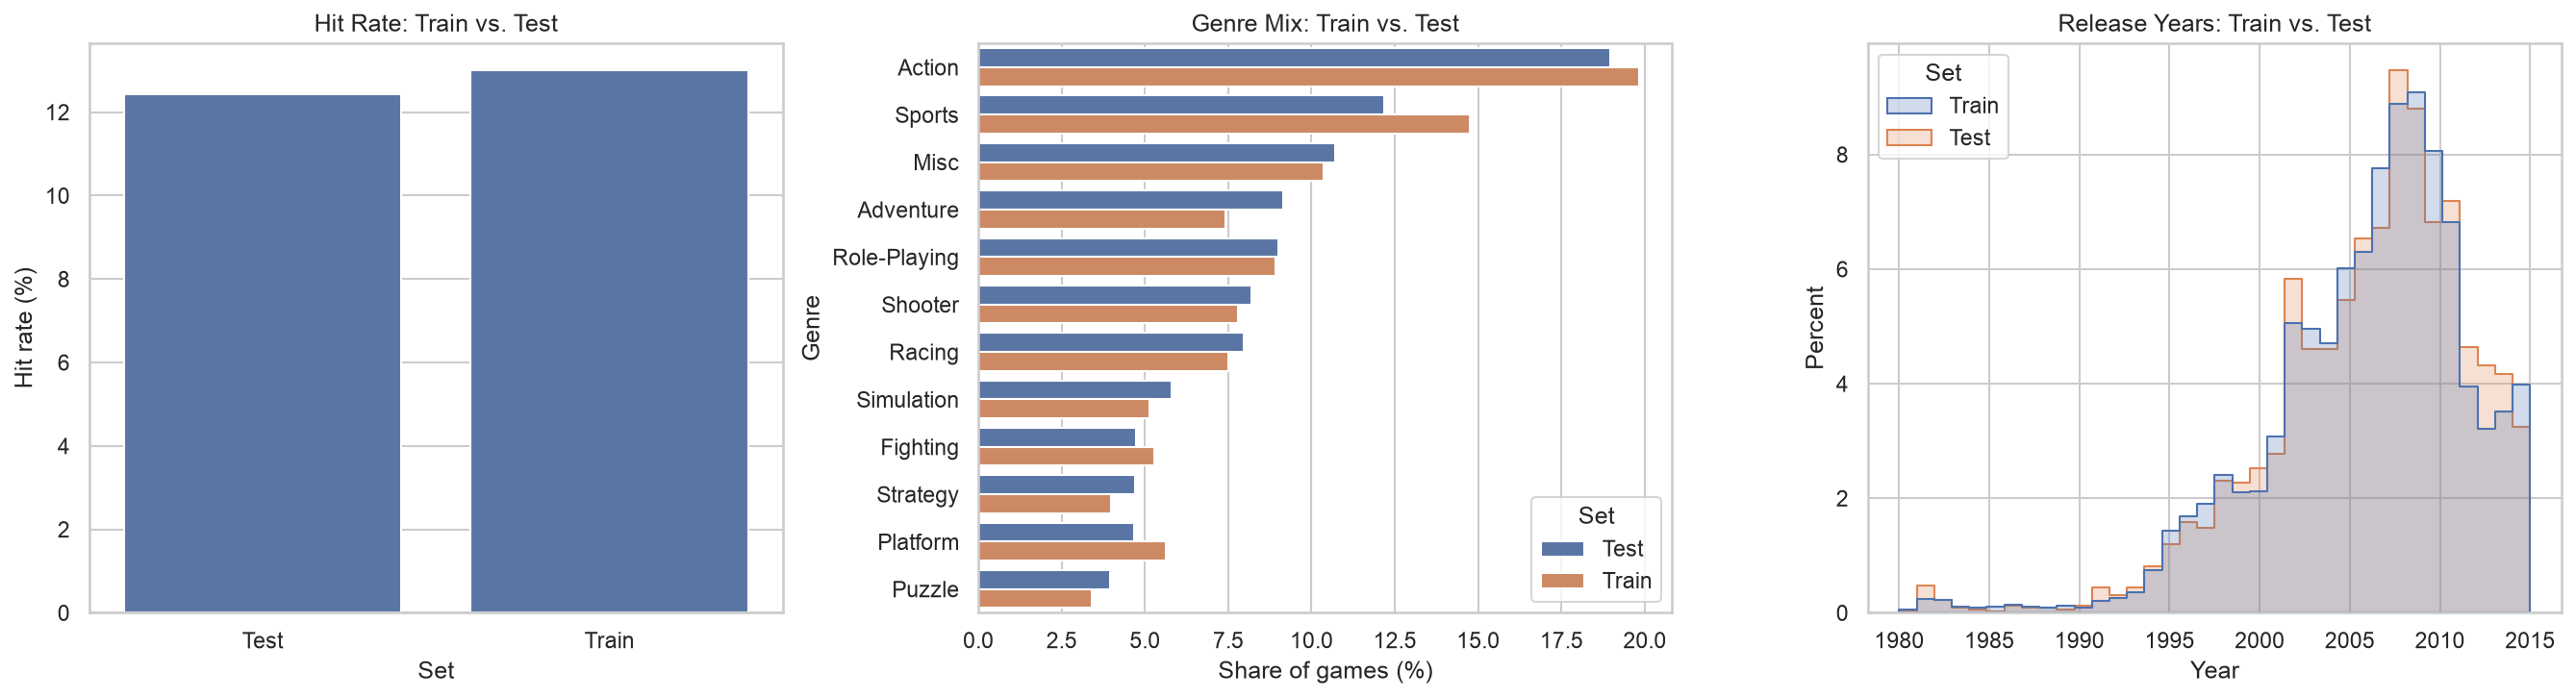 Hit Rate: Train vs. Test
Hit rate (%)
12
10
8
6
4
2
0
Test
Train
Set
Genre Mix: Train vs. Test
Genre
Action
Sports
Misc
Adventure
Role-Playing
Shooter
Racing
Simulation
Fighting
Strategy
Platform
Puzzle
Set
Test
Train
0.0 2.5 5.0 7.5 10.0 12.5 15.0 17.5 20.0
Share of games (%)
Release Years: Train vs. Test
Set
Train
Test
Percent
8
6
4
2
0
1980 1985 1990 1995 2000 2005 2010 2015
Year